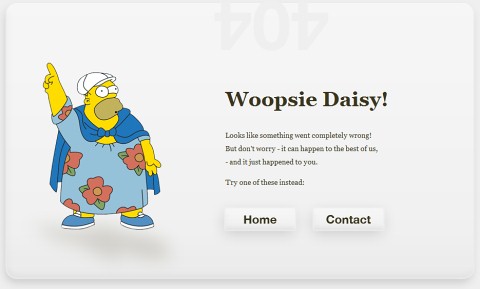 404
Woopsie Daisy!
Looks like something went completely wrong!
But don't worry - it can happen to the best of us,
- and it just happened to you.
Try one of these instead:
Home
Contact